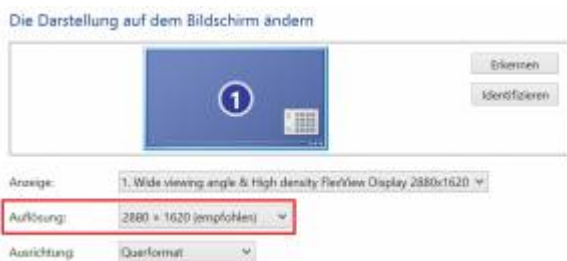 Die Darstellung auf dem Bildschirm ändern
1
Erkennen
Identifizieren
Anzeige: 1. Wide viewing angle & High density FlexView Display 2880x1620
Auflösung: 2880 × 1620 (empfohlen)
Ausrichtung: Querformat